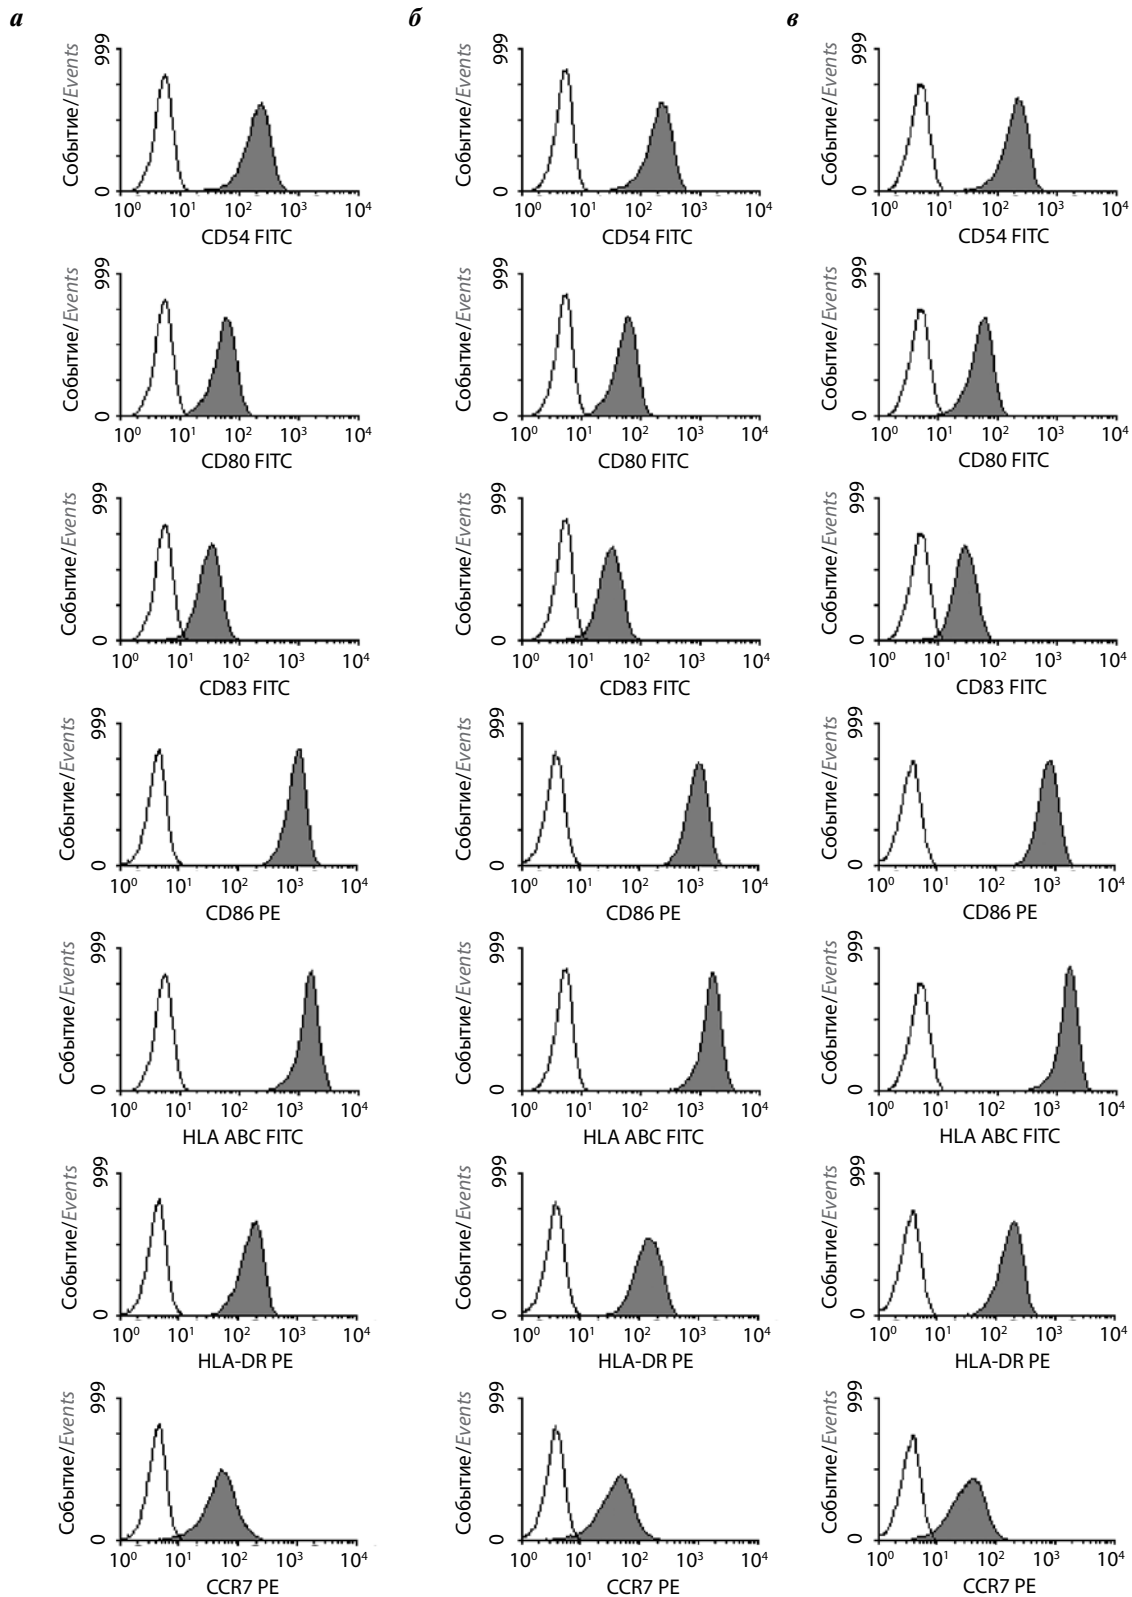 а б в
999 999 999
Событие/Events Событие/Events Событие/Events
0 0 0
10⁰ 10¹ 10² 10³ 10⁴ 10⁰ 10¹ 10² 10³ 10⁴ 10⁰ 10¹ 10² 10³ 10⁴
CD54 FITC CD54 FITC CD54 FITC
999 999 999
Событие/Events Событие/Events Событие/Events
0 0 0
10⁰ 10¹ 10² 10³ 10⁴ 10⁰ 10¹ 10² 10³ 10⁴ 10⁰ 10¹ 10² 10³ 10⁴
CD80 FITC CD80 FITC CD80 FITC
999 999 999
Событие/Events Событие/Events Событие/Events
0 0 0
10⁰ 10¹ 10² 10³ 10⁴ 10⁰ 10¹ 10² 10³ 10⁴ 10⁰ 10¹ 10² 10³ 10⁴
CD83 FITC CD83 FITC CD83 FITC
999 999 999
Событие/Events Событие/Events Событие/Events
0 0 0
10⁰ 10¹ 10² 10³ 10⁴ 10⁰ 10¹ 10² 10³ 10⁴ 10⁰ 10¹ 10² 10³ 10⁴
CD86 PE CD86 PE CD86 PE
999 999 999
Событие/Events Событие/Events Событие/Events
0 0 0
10⁰ 10¹ 10² 10³ 10⁴ 10⁰ 10¹ 10² 10³ 10⁴ 10⁰ 10¹ 10² 10³ 10⁴
HLA ABC FITC HLA ABC FITC HLA ABC FITC
999 999 999
Событие/Events Событие/Events Событие/Events
0 0 0
10⁰ 10¹ 10² 10³ 10⁴ 10⁰ 10¹ 10² 10³ 10⁴ 10⁰ 10¹ 10² 10³ 10⁴
HLA-DR PE HLA-DR PE HLA-DR PE
999 999 999
Событие/Events Событие/Events Событие/Events
0 0 0
10⁰ 10¹ 10² 10³ 10⁴ 10⁰ 10¹ 10² 10³ 10⁴ 10⁰ 10¹ 10² 10³ 10⁴
CCR7 PE CCR7 PE CCR7 PE